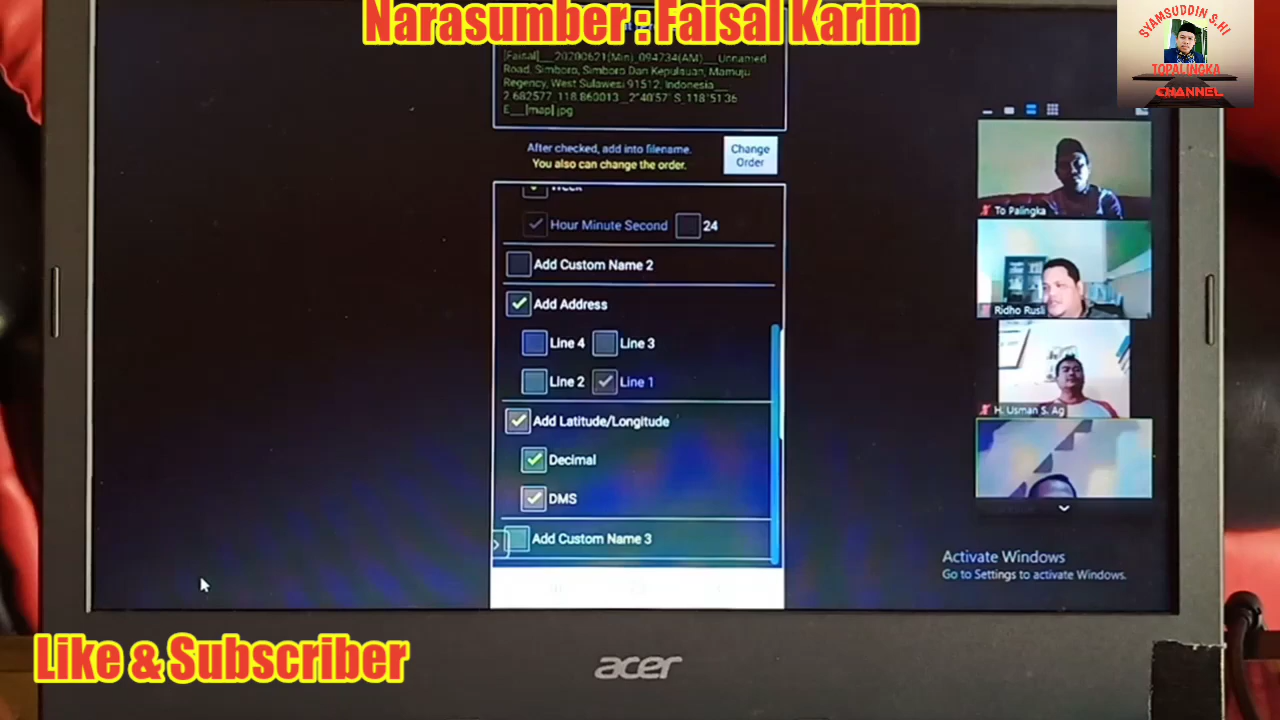 Narasumber : Faisal Karim
SYAMSUDDIN S.HI
TOPALINGKA
CHANNEL
[Faisal]___20200621(Min)_094734(AM)___Unnamed
Road, Simboro, Simboro Dan Kepulauan, Mamuju
Regency, West Sulawesi 91512, Indonesia___
2.682577_118.860013__2°40'57" S_118°51'36
E___[map].jpg
After checked, add into filename.
You also can change the order.
Change
Order
Week
Hour Minute Second
24
Add Custom Name 2
Add Address
Line 4
Line 3
Line 2
Line 1
Add Latitude/Longitude
Decimal
DMS
Add Custom Name 3
To Palingka
Ridho Rusli
H. Usman S. Ag
Activate Windows
Go to Settings to activate Windows.
Like & Subscriber
acer